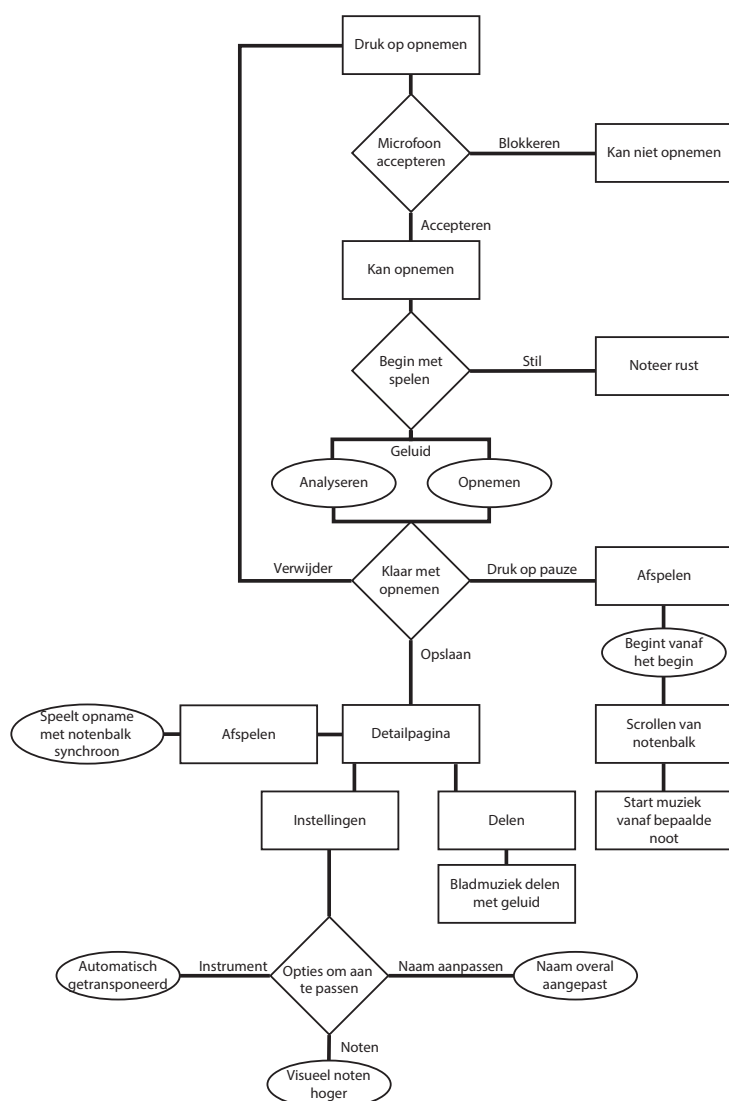 Druk op opnemen
Microfoon
accepteren
Blokkeren
Kan niet opnemen
Accepteren
Kan opnemen
Begin met
spelen
Stil
Noteer rust
Geluid
Analyseren
Opnemen
Verwijder
Klaar met
opnemen
Druk op pauze
Afspelen
Begint vanaf
het begin
Opslaan
Speelt opname
met notenbalk
synchroon
Afspelen
Detailpagina
Scrollen van
notenbalk
Instellingen
Delen
Start muziek
vanaf bepaalde
noot
Bladmuziek delen
met geluid
Automatisch
getransponeerd
Instrument
Opties om aan
te passen
Naam aanpassen
Naam overal
aangepast
Noten
Visueel noten
hoger